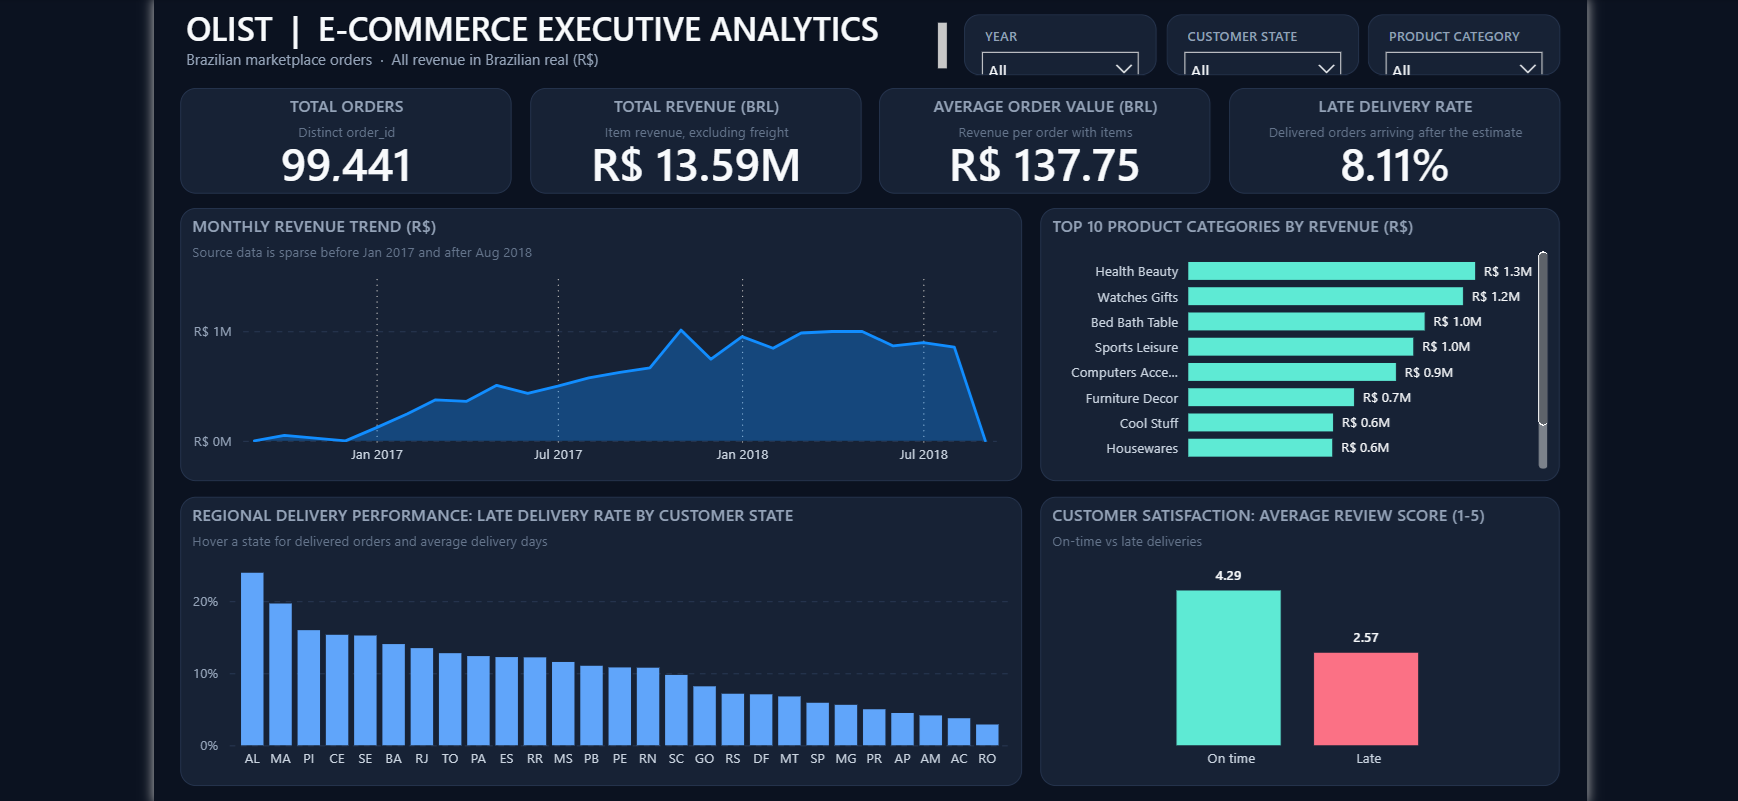 OLIST | E-COMMERCE EXECUTIVE ANALYTICS
Brazilian marketplace orders · All revenue in Brazilian real (R$)
YEAR
All
CUSTOMER STATE
All
PRODUCT CATEGORY
All
TOTAL ORDERS
Distinct order_id
99,441
TOTAL REVENUE (BRL)
Item revenue, excluding freight
R$ 13.59M
AVERAGE ORDER VALUE (BRL)
Revenue per order with items
R$ 137.75
LATE DELIVERY RATE
Delivered orders arriving after the estimate
8.11%
MONTHLY REVENUE TREND (R$)
Source data is sparse before Jan 2017 and after Aug 2018
R$ 1M
R$ 0M
Jan 2017 Jul 2017 Jan 2018 Jul 2018
TOP 10 PRODUCT CATEGORIES BY REVENUE (R$)
Health Beauty R$ 1.3M
Watches Gifts R$ 1.2M
Bed Bath Table R$ 1.0M
Sports Leisure R$ 1.0M
Computers Acce... R$ 0.9M
Furniture Decor R$ 0.7M
Cool Stuff R$ 0.6M
Housewares R$ 0.6M
REGIONAL DELIVERY PERFORMANCE: LATE DELIVERY RATE BY CUSTOMER STATE
Hover a state for delivered orders and average delivery days
20%
10%
0%
AL MA PI CE SE BA RJ TO PA ES RR MS PB PE RN SC GO RS DF MT SP MG PR AP AM AC RO
CUSTOMER SATISFACTION: AVERAGE REVIEW SCORE (1-5)
On-time vs late deliveries
4.29
2.57
On time Late